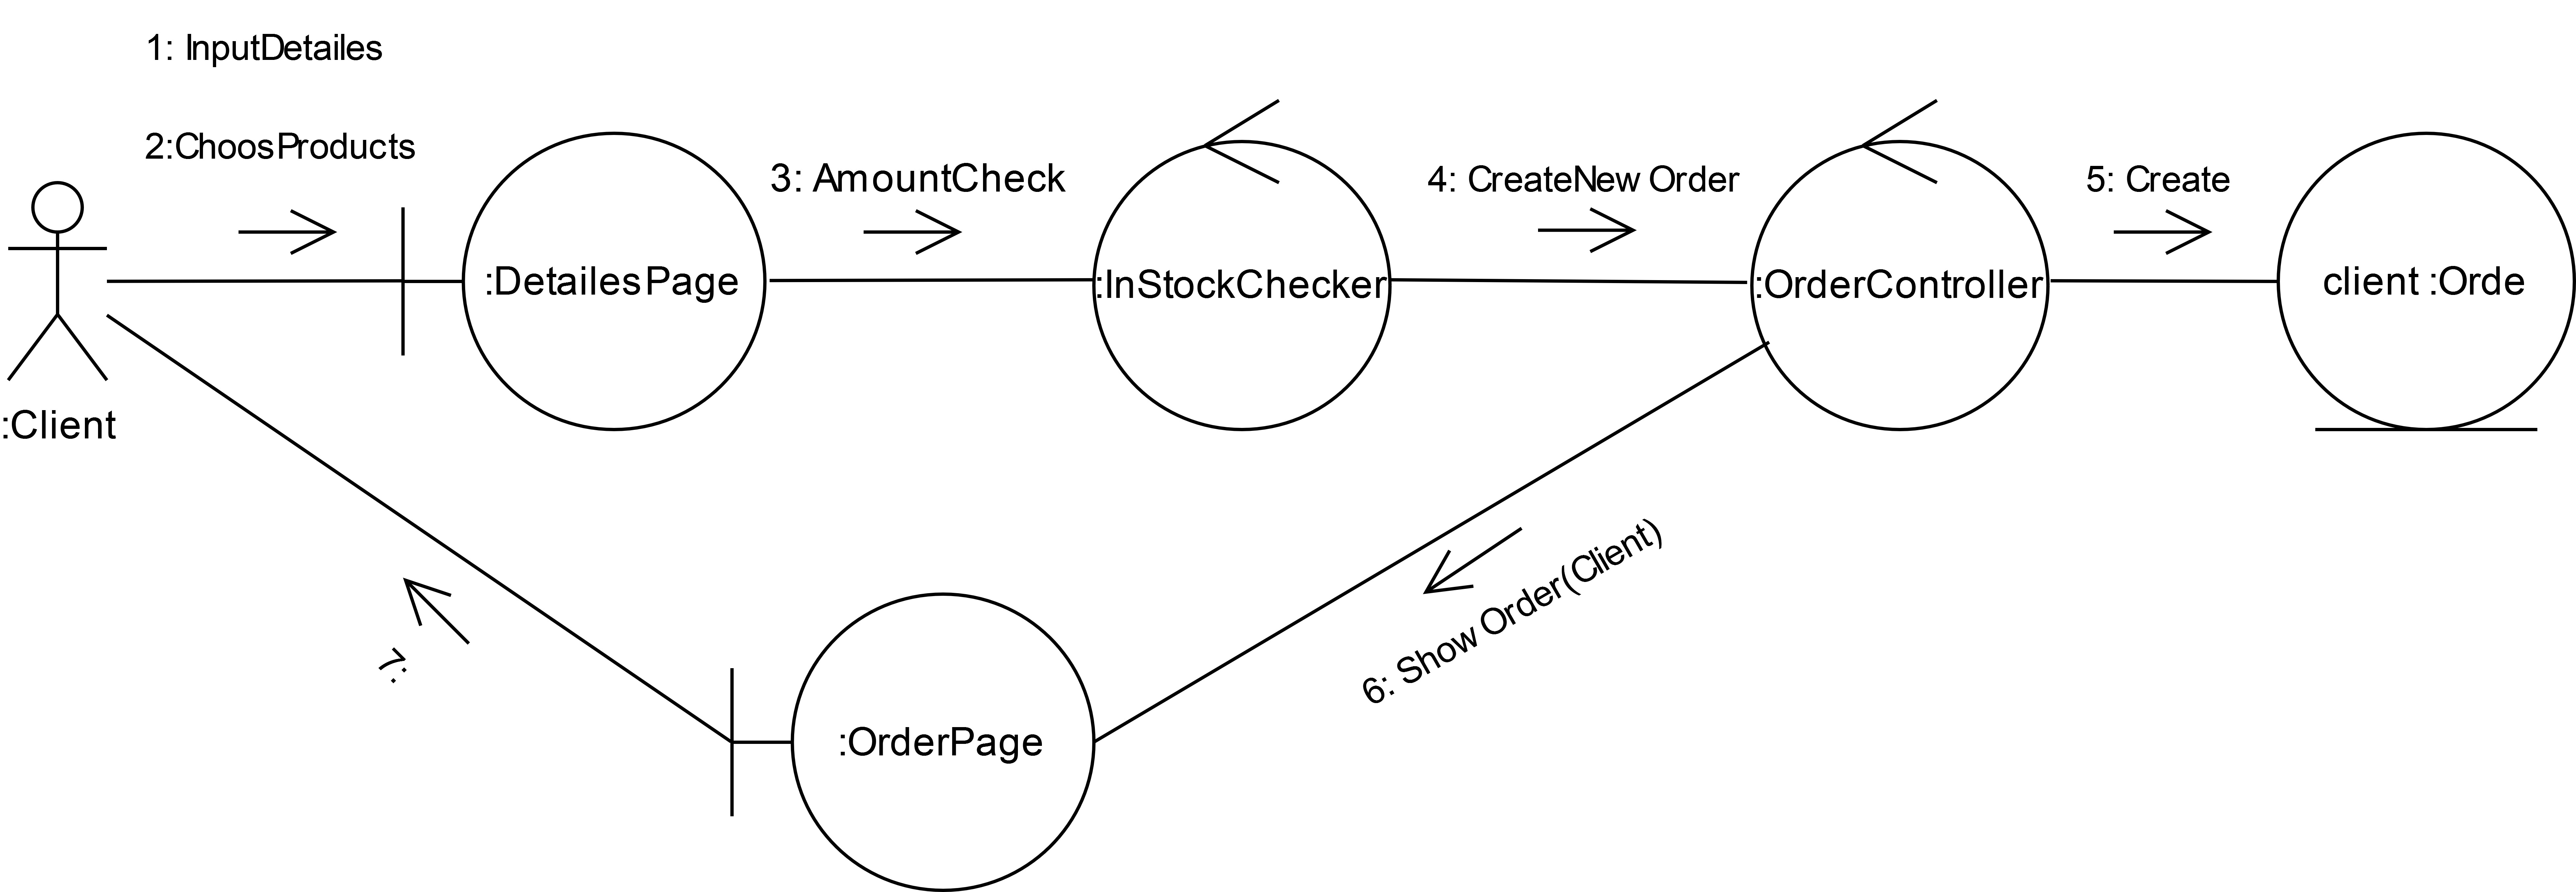 1: InputDetailes
2:ChoosProducts
3: AmountCheck
4: CreateNew Order
5: Create
:DetailesPage
:InStockChecker
:OrderController
client :Orde
:Client
6: Show Order(Client)
7:
:OrderPage